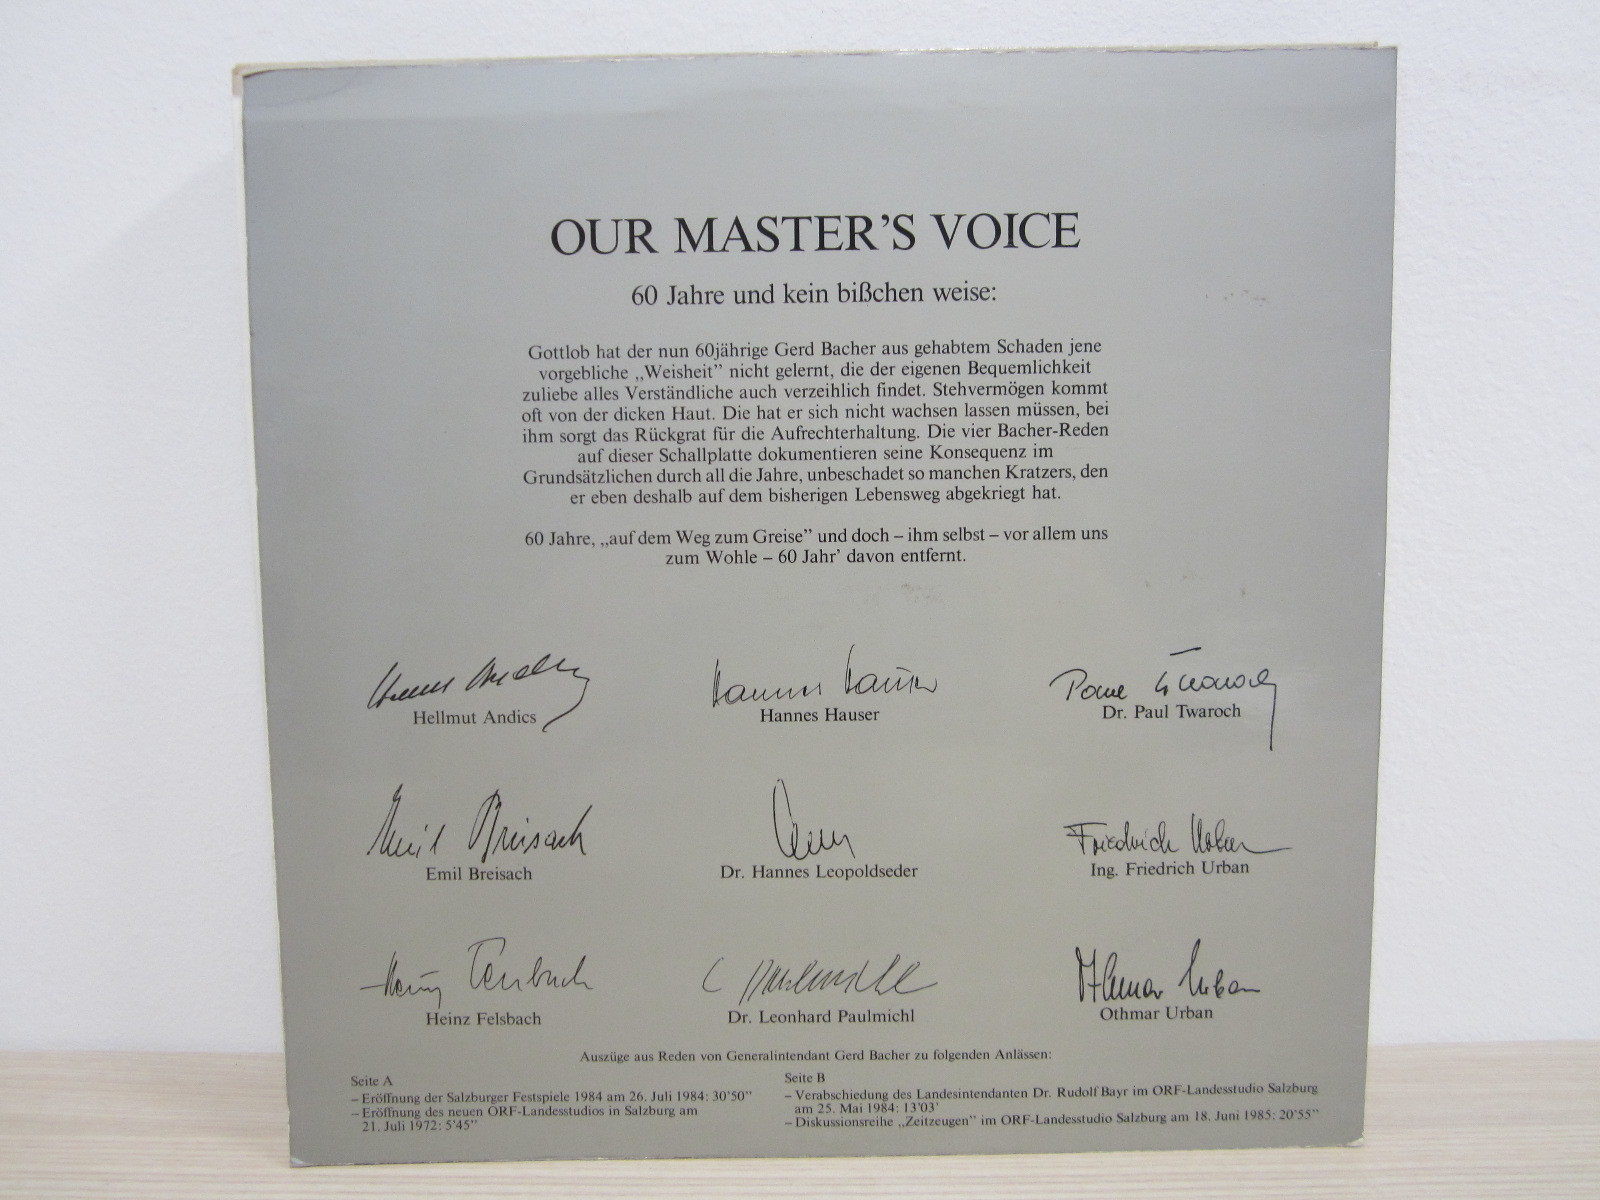 OUR MASTER'S VOICE
60 Jahre und kein bißchen weise:
Gottlob hat der nun 60jährige Gerd Bacher aus gehabtem Schaden jene
vorgebliche „Weisheit” nicht gelernt, die der eigenen Bequemlichkeit
zuliebe alles Verständliche auch verzeihlich findet. Stehvermögen kommt
oft von der dicken Haut. Die hat er sich nicht wachsen lassen müssen, bei
ihm sorgt das Rückgrat für die Aufrechterhaltung. Die vier Bacher-Reden
auf dieser Schallplatte dokumentieren seine Konsequenz im
Grundsätzlichen durch all die Jahre, unbeschadet so manchen Kratzers, den
er eben deshalb auf dem bisherigen Lebensweg abgekriegt hat.
60 Jahre, „auf dem Weg zum Greise” und doch – ihm selbst – vor allem uns
zum Wohle – 60 Jahr' davon entfernt.
Hellmut Andics
Hannes Hauser
Dr. Paul Twaroch
Emil Breisach
Emil Breisach
Dr. Hannes Leopoldseder
Friedrich Urban
Ing. Friedrich Urban
Heinz Felsbach
Dr. Leonhard Paulmichl
Othmar Urban
Othmar Urban
Auszüge aus Reden von Generalintendant Gerd Bacher zu folgenden Anlässen:
Seite A
– Eröffnung der Salzburger Festspiele 1984 am 26. Juli 1984: 30'50”
– Eröffnung des neuen ORF-Landesstudios in Salzburg am
21. Juli 1972: 5'45”
Seite B
– Verabschiedung des Landesintendanten Dr. Rudolf Bayr im ORF-Landesstudio Salzburg
am 25. Mai 1984: 13'03'
– Diskussionsreihe „Zeitzeugen” im ORF-Landesstudio Salzburg am 18. Juni 1985: 20'55”